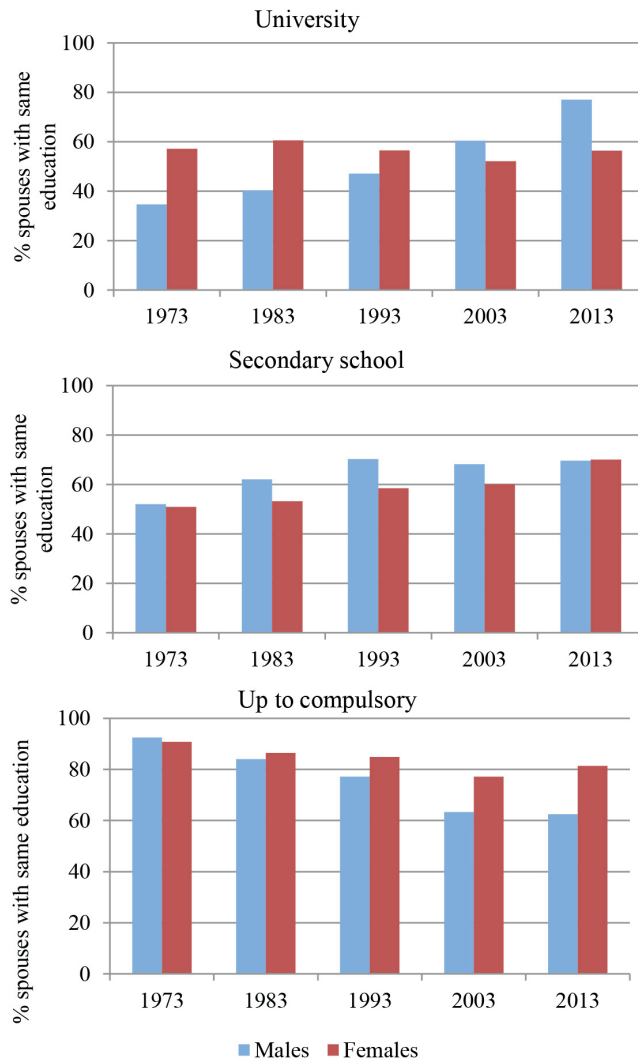 University
% spouses with same
education
100
80
60
40
20
0
1973 1983 1993 2003 2013
Secondary school
% spouses with same
education
100
80
60
40
20
0
1973 1983 1993 2003 2013
Up to compulsory
% spouses with same education
100
80
60
40
20
0
1973 1983 1993 2003 2013
Males Females